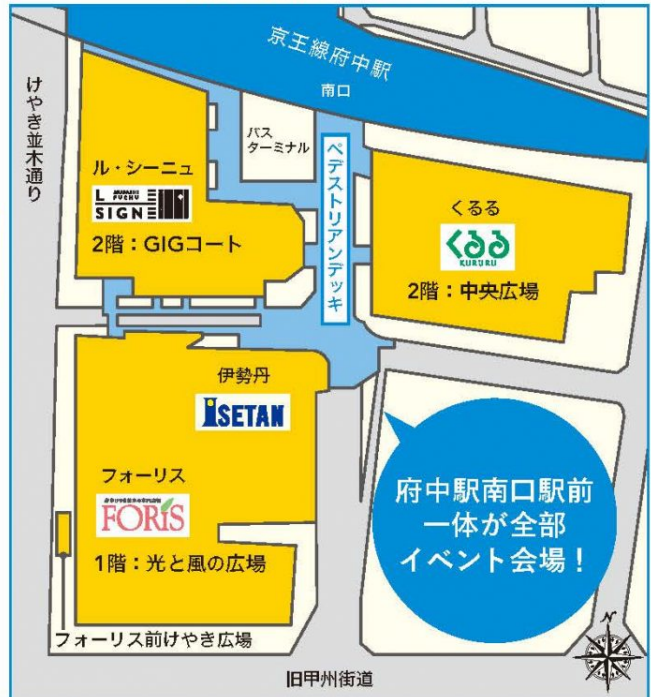 京王線府中駅
南口
けやき並木通り
バス
ターミナル
ペデストリアンデッキ
ル・シーニュ
L
FUCHU
SIGNE
2階：GIGコート
くるる
くるる
KURURU
2階：中央広場
伊勢丹
ISETAN
フォーリス
FORIS
1階：光と風の広場
フォーリス前けやき広場
府中駅南口駅前
一体が全部
イベント会場！
N
旧甲州街道